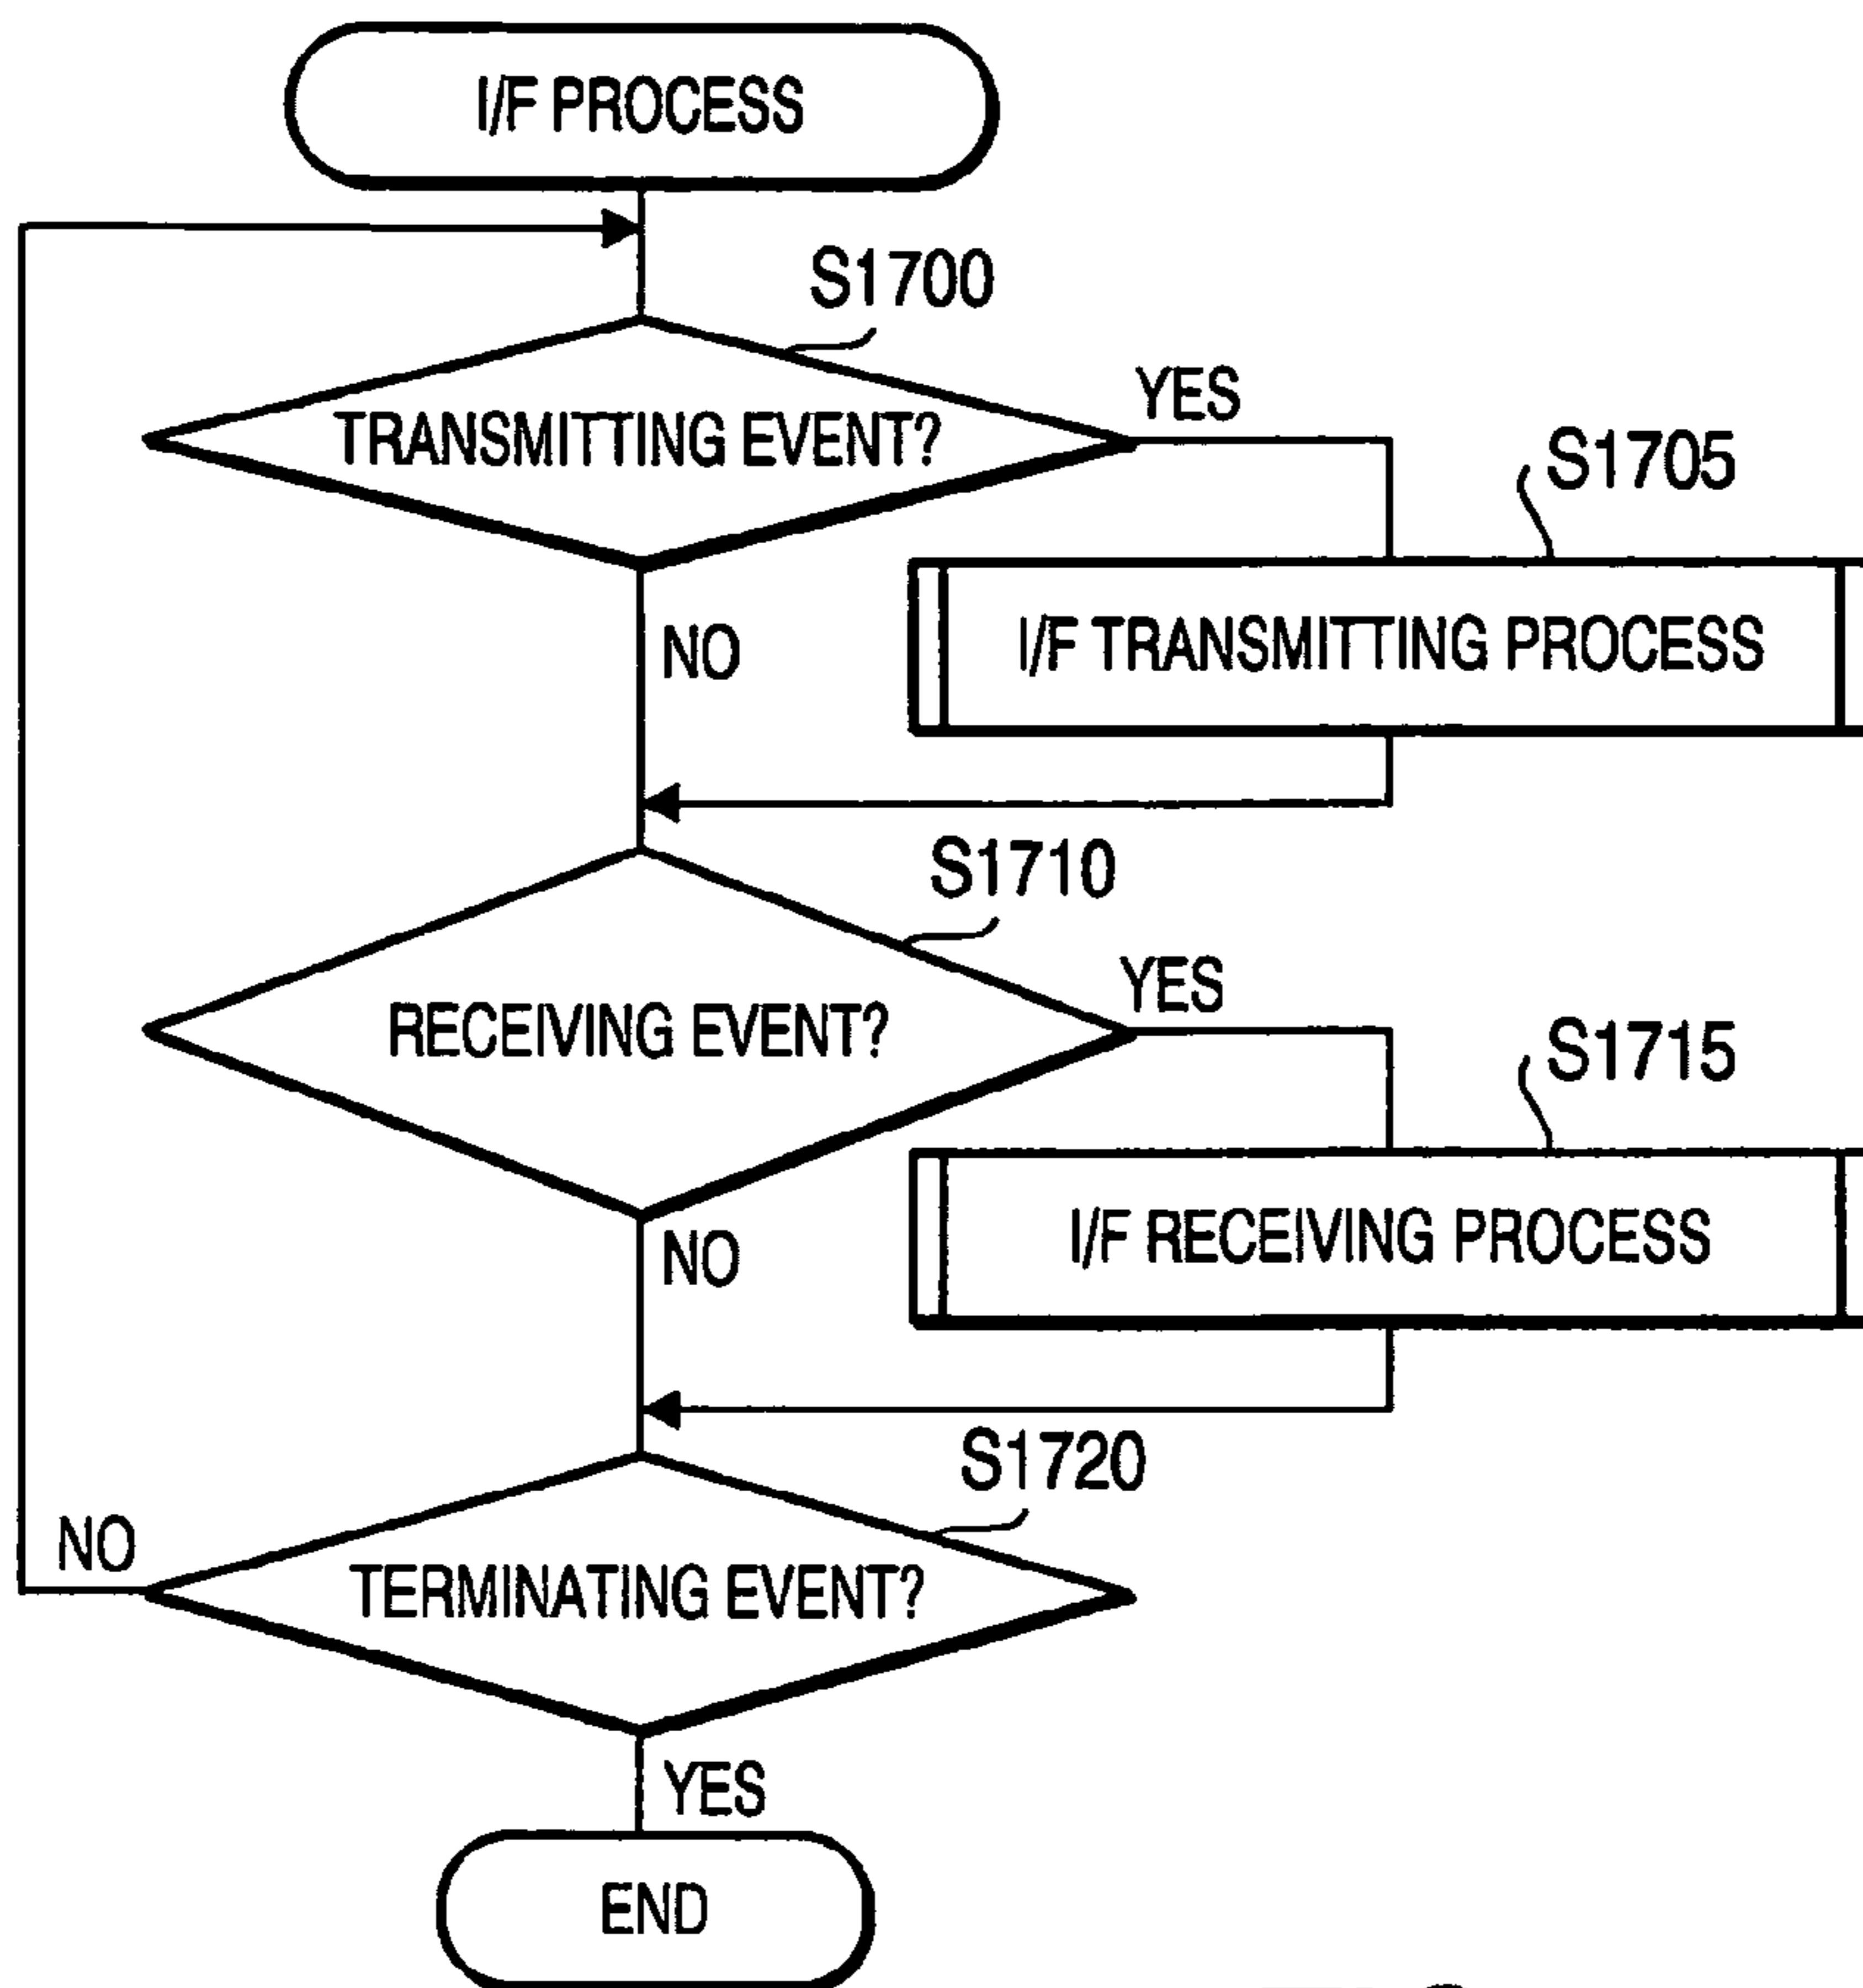 I/F PROCESS
S1700
TRANSMITTING EVENT?
YES
S1705
I/F TRANSMITTING PROCESS
NO
S1710
RECEIVING EVENT?
YES
S1715
I/F RECEIVING PROCESS
NO
S1720
TERMINATING EVENT?
NO
YES
END